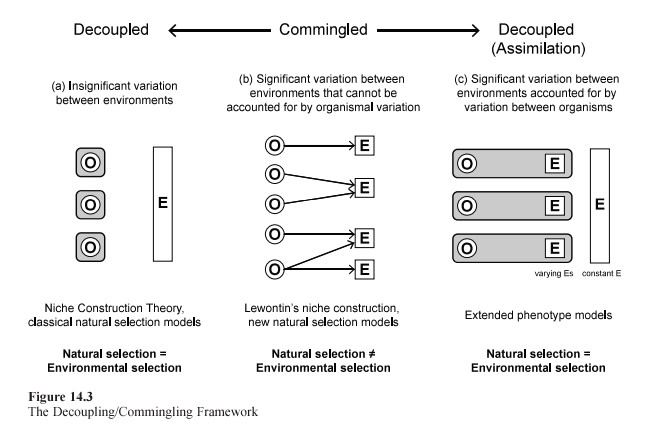 Decoupled
Commingled
Decoupled
(Assimilation)
(a) Insignificant variation
between environments
(b) Significant variation between
environments that cannot be
accounted for by organismal variation
(c) Significant variation between
environments accounted for by
variation between organisms
O
O
O
E
O
E
O
E
O
O
E
O
E
O
E
O
E
O
E
E
varying Es
constant E
Niche Construction Theory,
classical natural selection models
Lewontin's niche construction,
new natural selection models
Extended phenotype models
Natural selection =
Environmental selection
Natural selection ≠
Environmental selection
Natural selection =
Environmental selection
Figure 14.3
The Decoupling/Commingling Framework